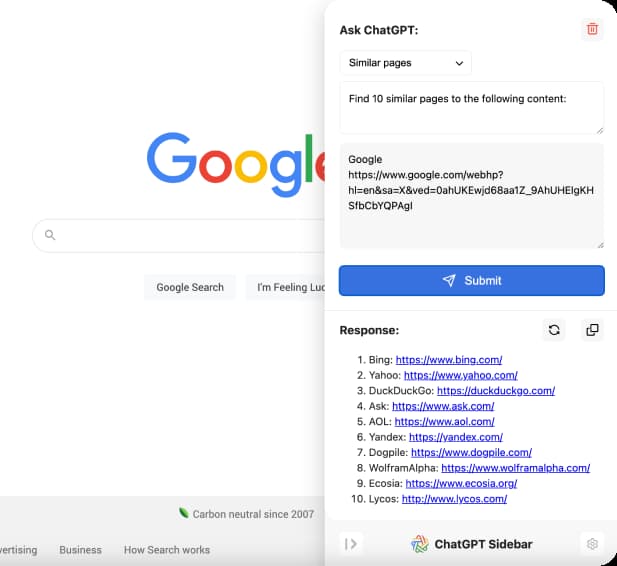 Google
Google Search
I'm Feeling Luc
Carbon neutral since 2007
vertising
Business
How Search works
Ask ChatGPT:
Similar pages
Find 10 similar pages to the following content:
Google
https://www.google.com/webhp?
hl=en&sa=X&ved=0ahUKEwjd68aa1Z_9AhUHEIgKH
SfbCbYQPAgI
Submit
Response:
1. Bing: https://www.bing.com/
2. Yahoo: https://www.yahoo.com/
3. DuckDuckGo: https://duckduckgo.com/
4. Ask: https://www.ask.com/
5. AOL: https://www.aol.com/
6. Yandex: https://yandex.com/
7. Dogpile: https://www.dogpile.com/
8. WolframAlpha: https://www.wolframalpha.com/
9. Ecosia: https://www.ecosia.org/
10. Lycos: http://www.lycos.com/
ChatGPT Sidebar